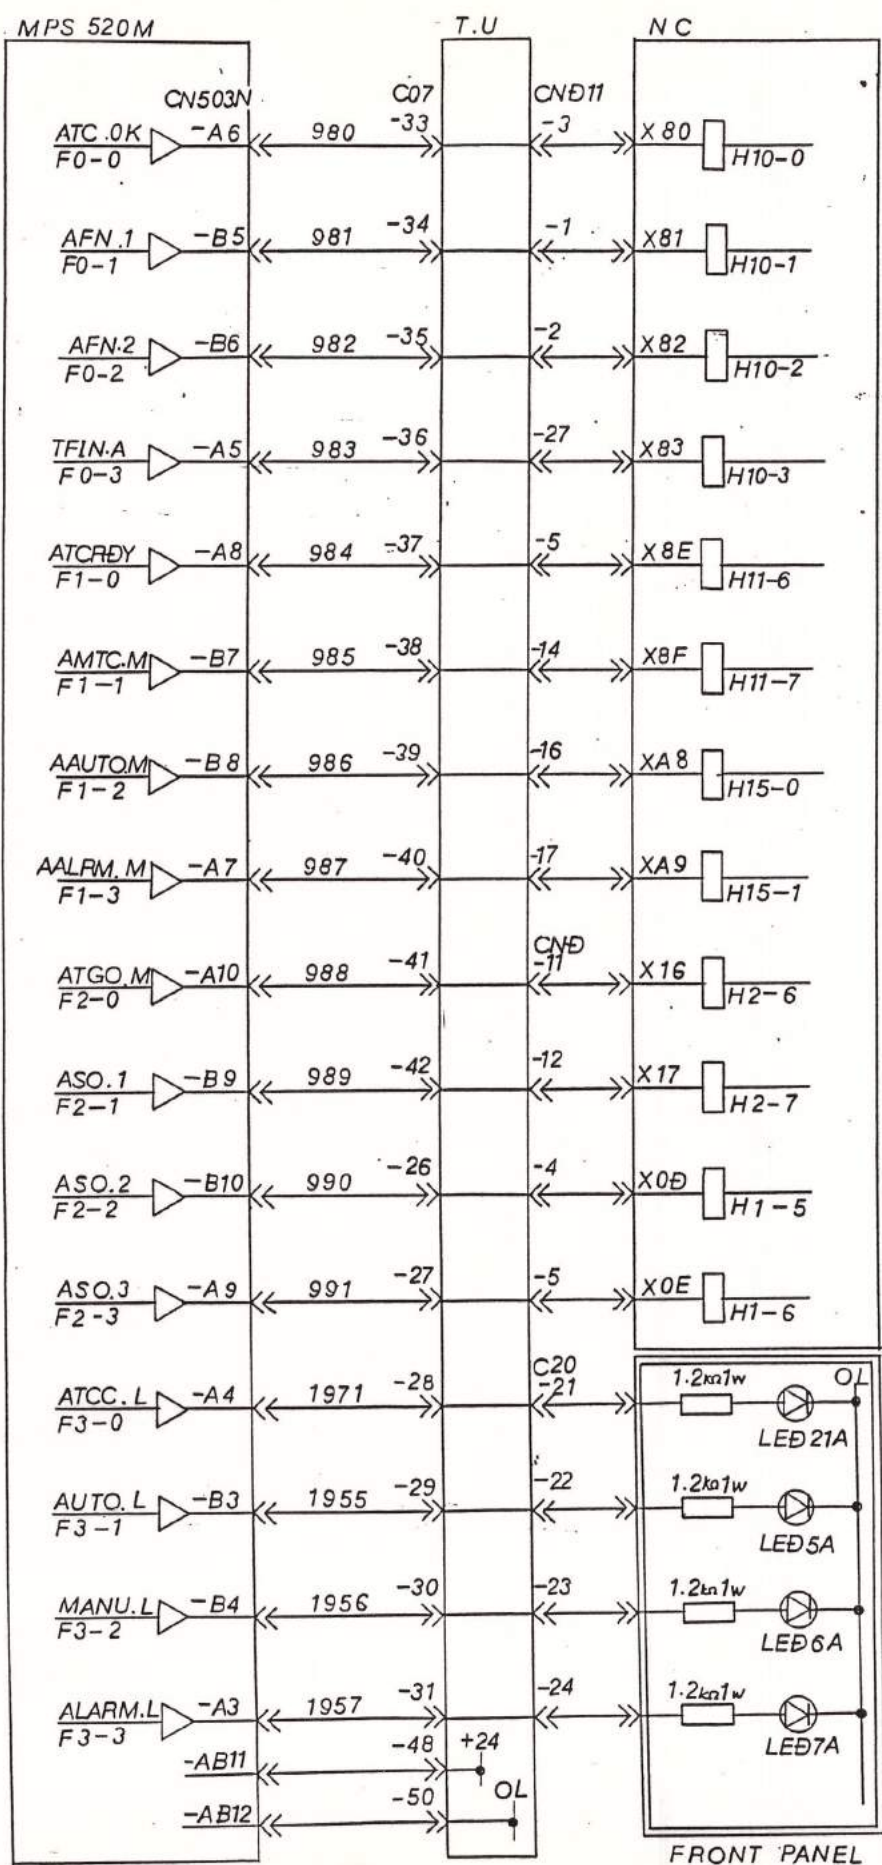 MPS 520M T.U NC
CN503N C07 CNĐ11
ATC.OK -A6 980 -33 -3 X80
F0-0 H10-0
AFN.1 -B5 981 -34 -1 X81
F0-1 H10-1
AFN.2 -B6 982 -35 -2 X82
F0-2 H10-2
TFIN.A -A5 983 -36 -27 X83
F0-3 H10-3
ATCRĐY -A8 984 -37 -5 X8E
F1-0 H11-6
AMTC.M -B7 985 -38 -14 X8F
F1-1 H11-7
AAUTO.M -B8 986 -39 -16 XA8
F1-2 H15-0
AALRM.M -A7 987 -40 -17 XA9
F1-3 H15-1
CNĐ
ATGO.M -A10 988 -41 -11 X16
F2-0 H2-6
ASO.1 -B9 989 -42 -12 X17
F2-1 H2-7
ASO.2 -B10 990 -26 -4 X0Đ
F2-2 H1-5
ASO.3 -A9 991 -27 -5 X0E
F2-3 H1-6
C20 1.2kΩ1w OL
ATCC.L -A4 1971 -28 -21
F3-0 LEĐ21A
AUTO.L -B3 1955 -29 -22 1.2kΩ1w
F3-1 LEĐ5A
MANU.L -B4 1956 -30 -23 1.2kΩ1w
F3-2 LEĐ6A
ALARM.L -A3 1957 -31 -24 1.2kΩ1w
F3-3 LEĐ7A
-AB11 -48 +24
-AB12 -50 OL
FRONT PANEL